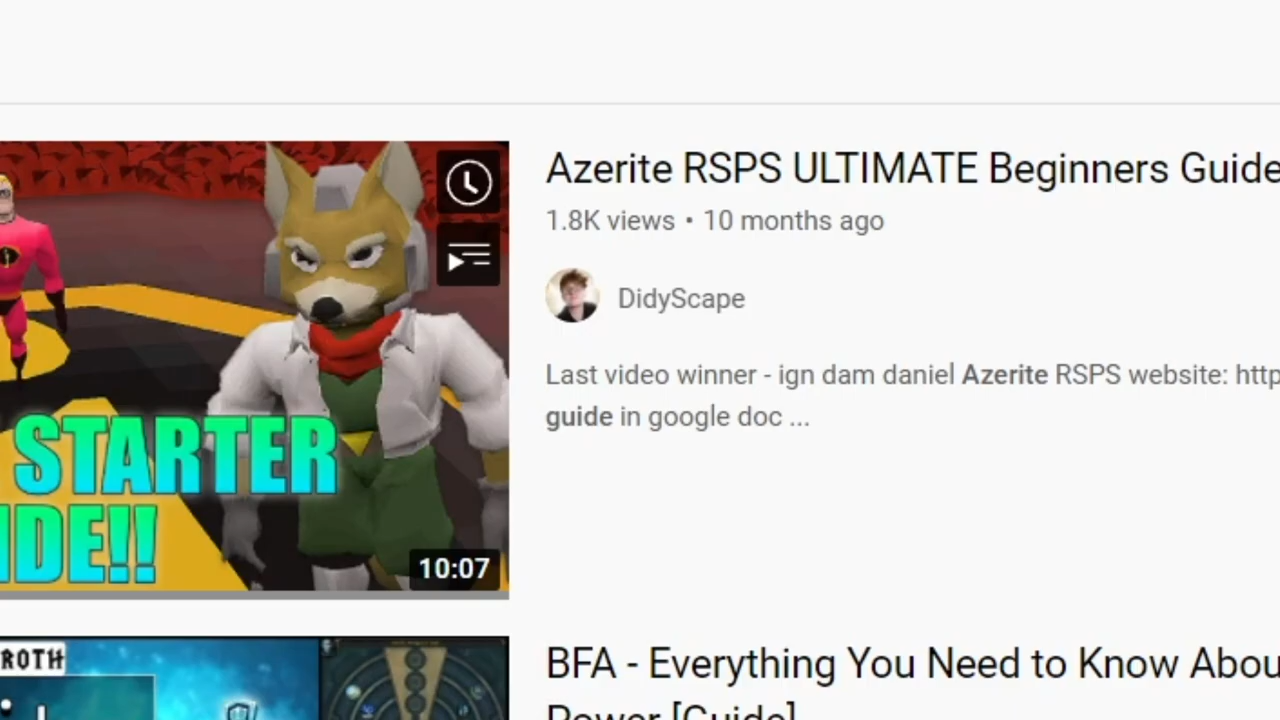 Azerite RSPS ULTIMATE Beginners Guide
1.8K views • 10 months ago
DidyScape
Last video winner - ign dam daniel Azerite RSPS website: http
guide in google doc ...
STARTER
IDE!!
10:07
ROTH
BFA - Everything You Need to Know Abou
Power [Guide]